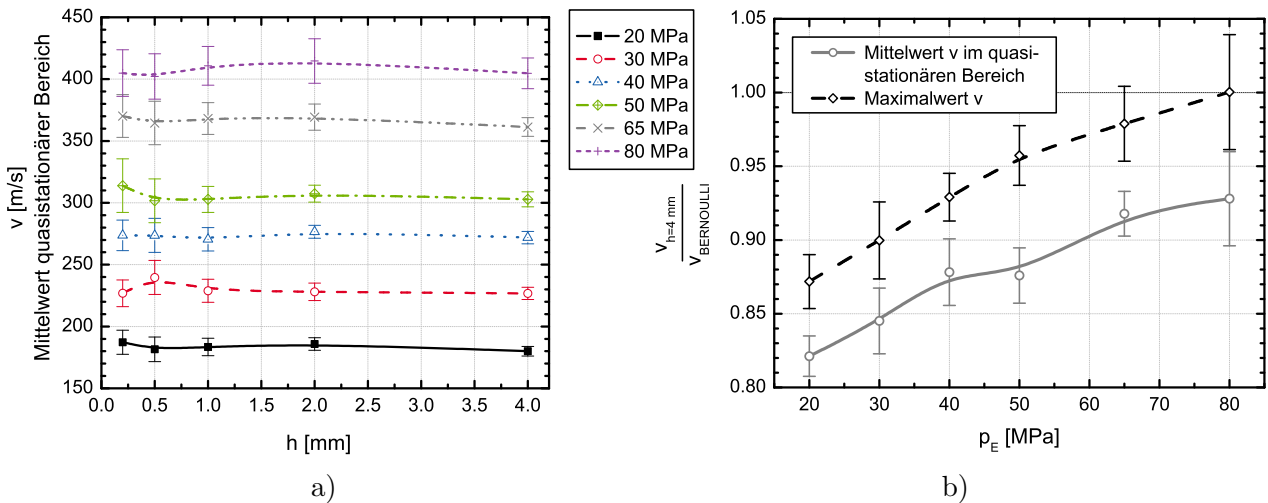 Mittelwert quasistationärer Bereich
v [m/s]
450
400
350
300
250
200
150
0.0 0.5 1.0 1.5 2.0 2.5 3.0 3.5 4.0
h [mm]
20 MPa
30 MPa
40 MPa
50 MPa
65 MPa
80 MPa
a)
v h=4 mm
v BERNOULLI
1.05
1.00
0.95
0.90
0.85
0.80
Mittelwert v im quasi-
stationären Bereich
Maximalwert v
20 30 40 50 60 70 80
p E [MPa]
b)